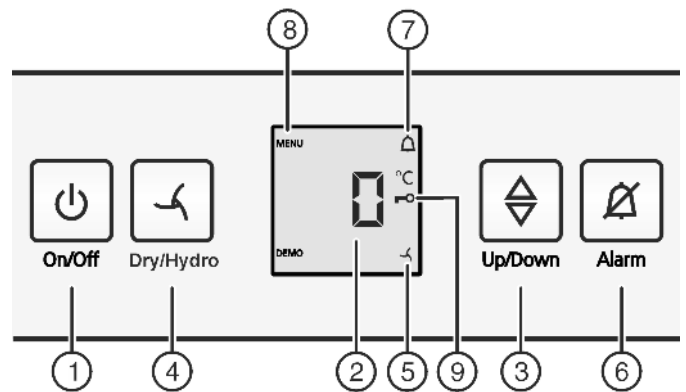 8 7
MENU
°C
0
On/Off Dry/Hydro DEMO Up/Down Alarm
1 4 2 5 9 3 6